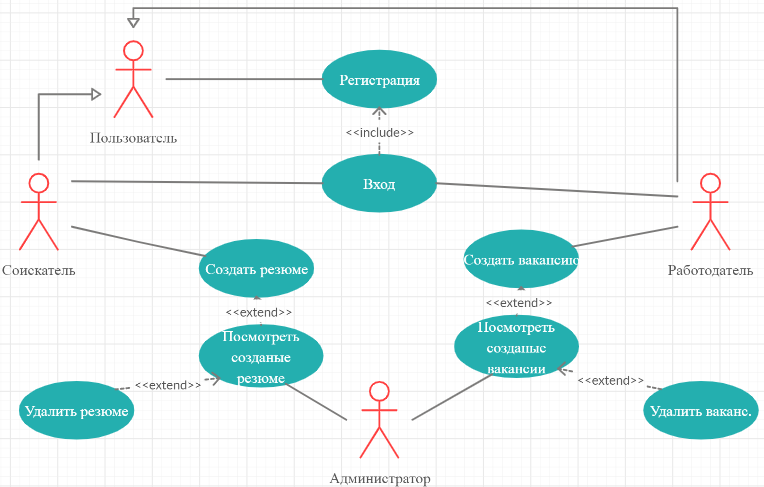 Регистрация
Пользователь
<<include>>
Вход
Соискатель
Работодатель
Создать резюме
Создать вакансию
<<extend>>
<<extend>>
Посмотреть
созданые
резюме
Посмотреть
созданыс
вакансии
<<extend>>
<<extend>>
Удалить резюме
Удалить ваканс.
Администратор